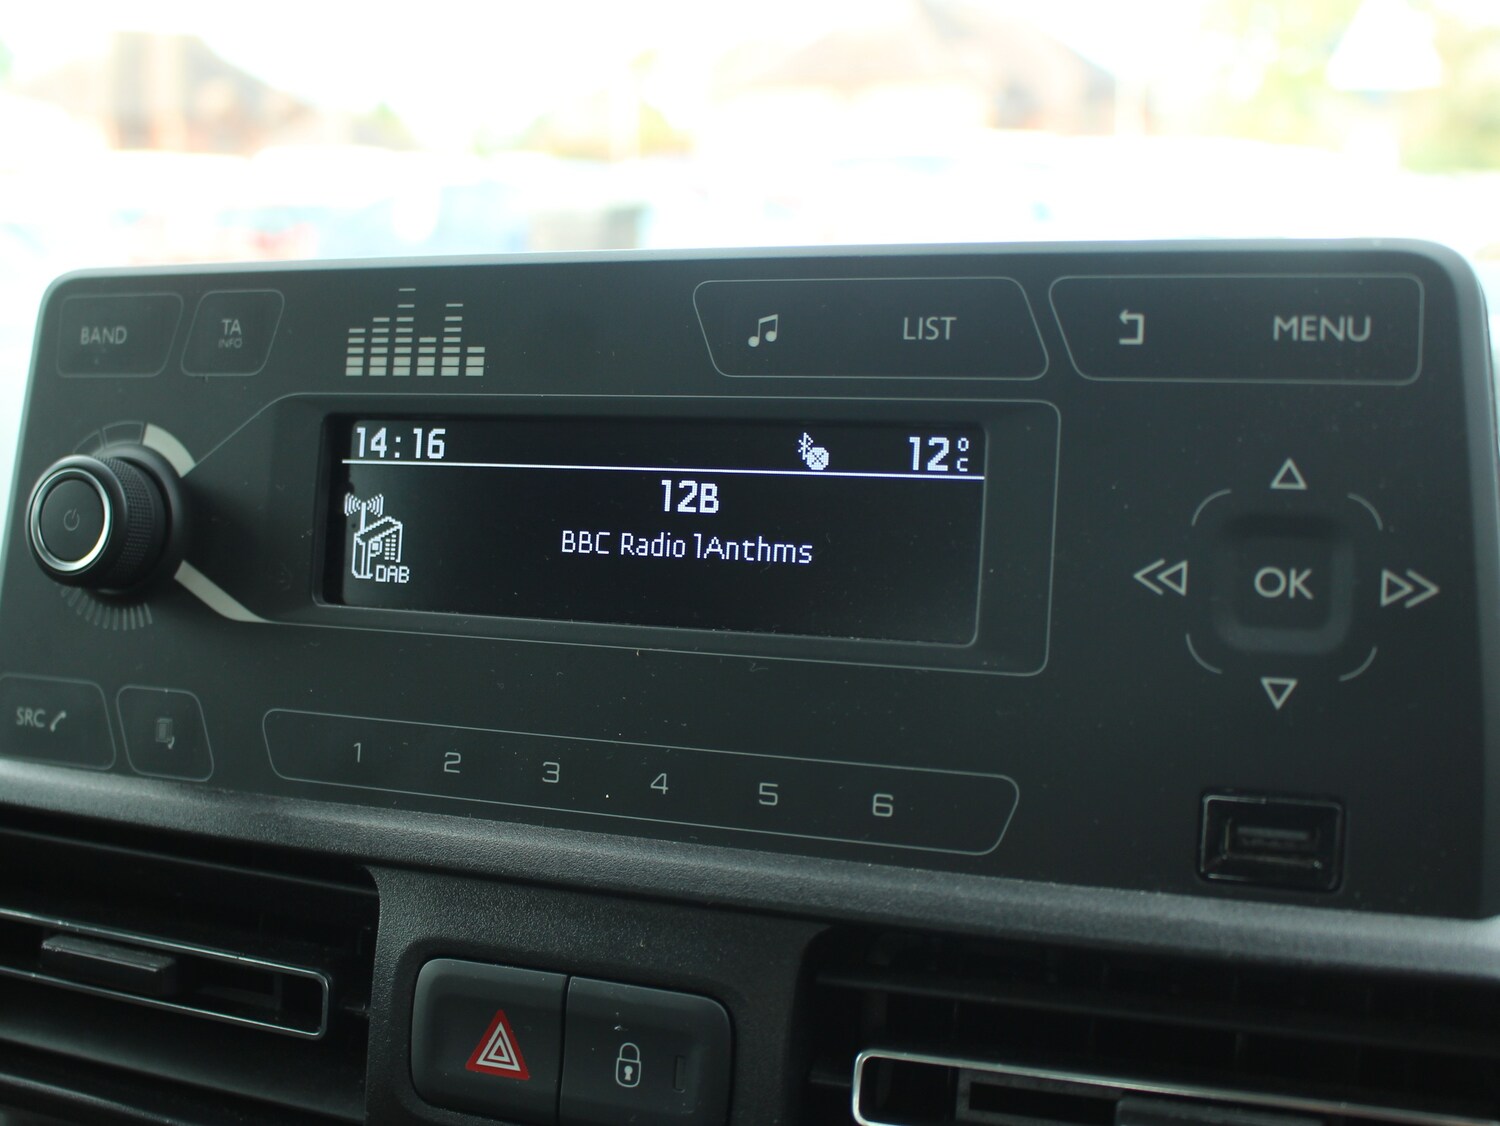 BAND
TA
INFO
LIST
MENU
14:16
12°C
12B
BBC Radio 1Anthms
DAB
OK
SRC
1 2 3 4 5 6